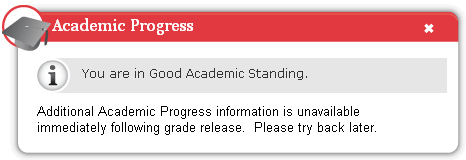 Academic Progress
You are in Good Academic Standing.
Additional Academic Progress information is unavailable
immediately following grade release.  Please try back later.